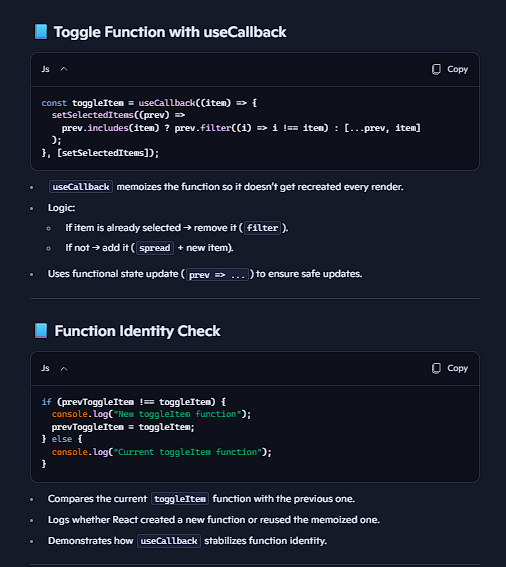 Toggle Function with useCallback
Js
Copy
const toggleItem = useCallback((item) => {
  setSelectedItems((prev) =>
    prev.includes(item) ? prev.filter((i) => i !== item) : [...prev, item]
  );
}, [setSelectedItems]);
• useCallback memoizes the function so it doesn't get recreated every render.
• Logic:
◦ If item is already selected → remove it ( filter ).
◦ If not → add it ( spread + new item).
• Uses functional state update ( prev => ... ) to ensure safe updates.
Function Identity Check
Js
Copy
if (prevToggleItem !== toggleItem) {
  console.log("New toggleItem function");
  prevToggleItem = toggleItem;
} else {
  console.log("Current toggleItem function");
}
• Compares the current toggleItem function with the previous one.
• Logs whether React created a new function or reused the memoized one.
• Demonstrates how useCallback stabilizes function identity.